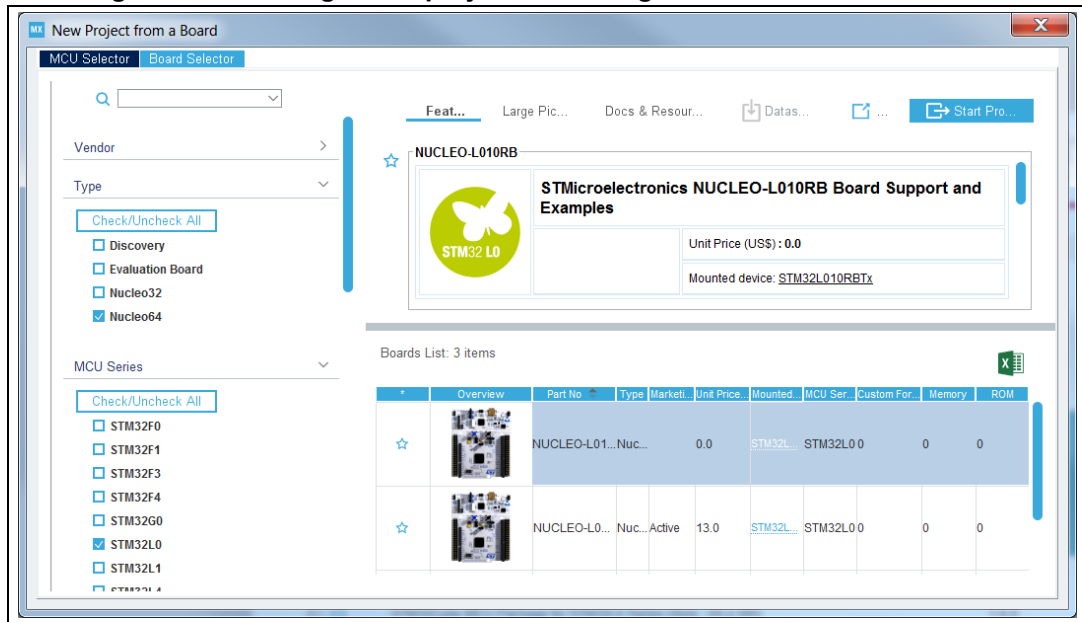 MX New Project from a Board X
MCU Selector Board Selector
Vendor
Type
Check/Uncheck All
Discovery
Evaluation Board
Nucleo32
Nucleo64
MCU Series
Check/Uncheck All
STM32F0
STM32F1
STM32F3
STM32F4
STM32G0
STM32L0
STM32L1
Feat... Large Pic... Docs & Resour... Datas... ... Start Pro...
NUCLEO-L010RB
STM32 L0
STMicroelectronics NUCLEO-L010RB Board Support and
Examples
Unit Price (US$) : 0.0
Mounted device: STM32L010RBTx
Boards List: 3 items
X
* Overview Part No Type Marketi... Unit Price... Mounted... MCU Ser... Custom For... Memory ROM
NUCLEO-L01... Nuc... 0.0 STM32L... STM32L0 0 0 0
NUCLEO-L0... Nuc... Active 13.0 STM32L... STM32L0 0 0 0